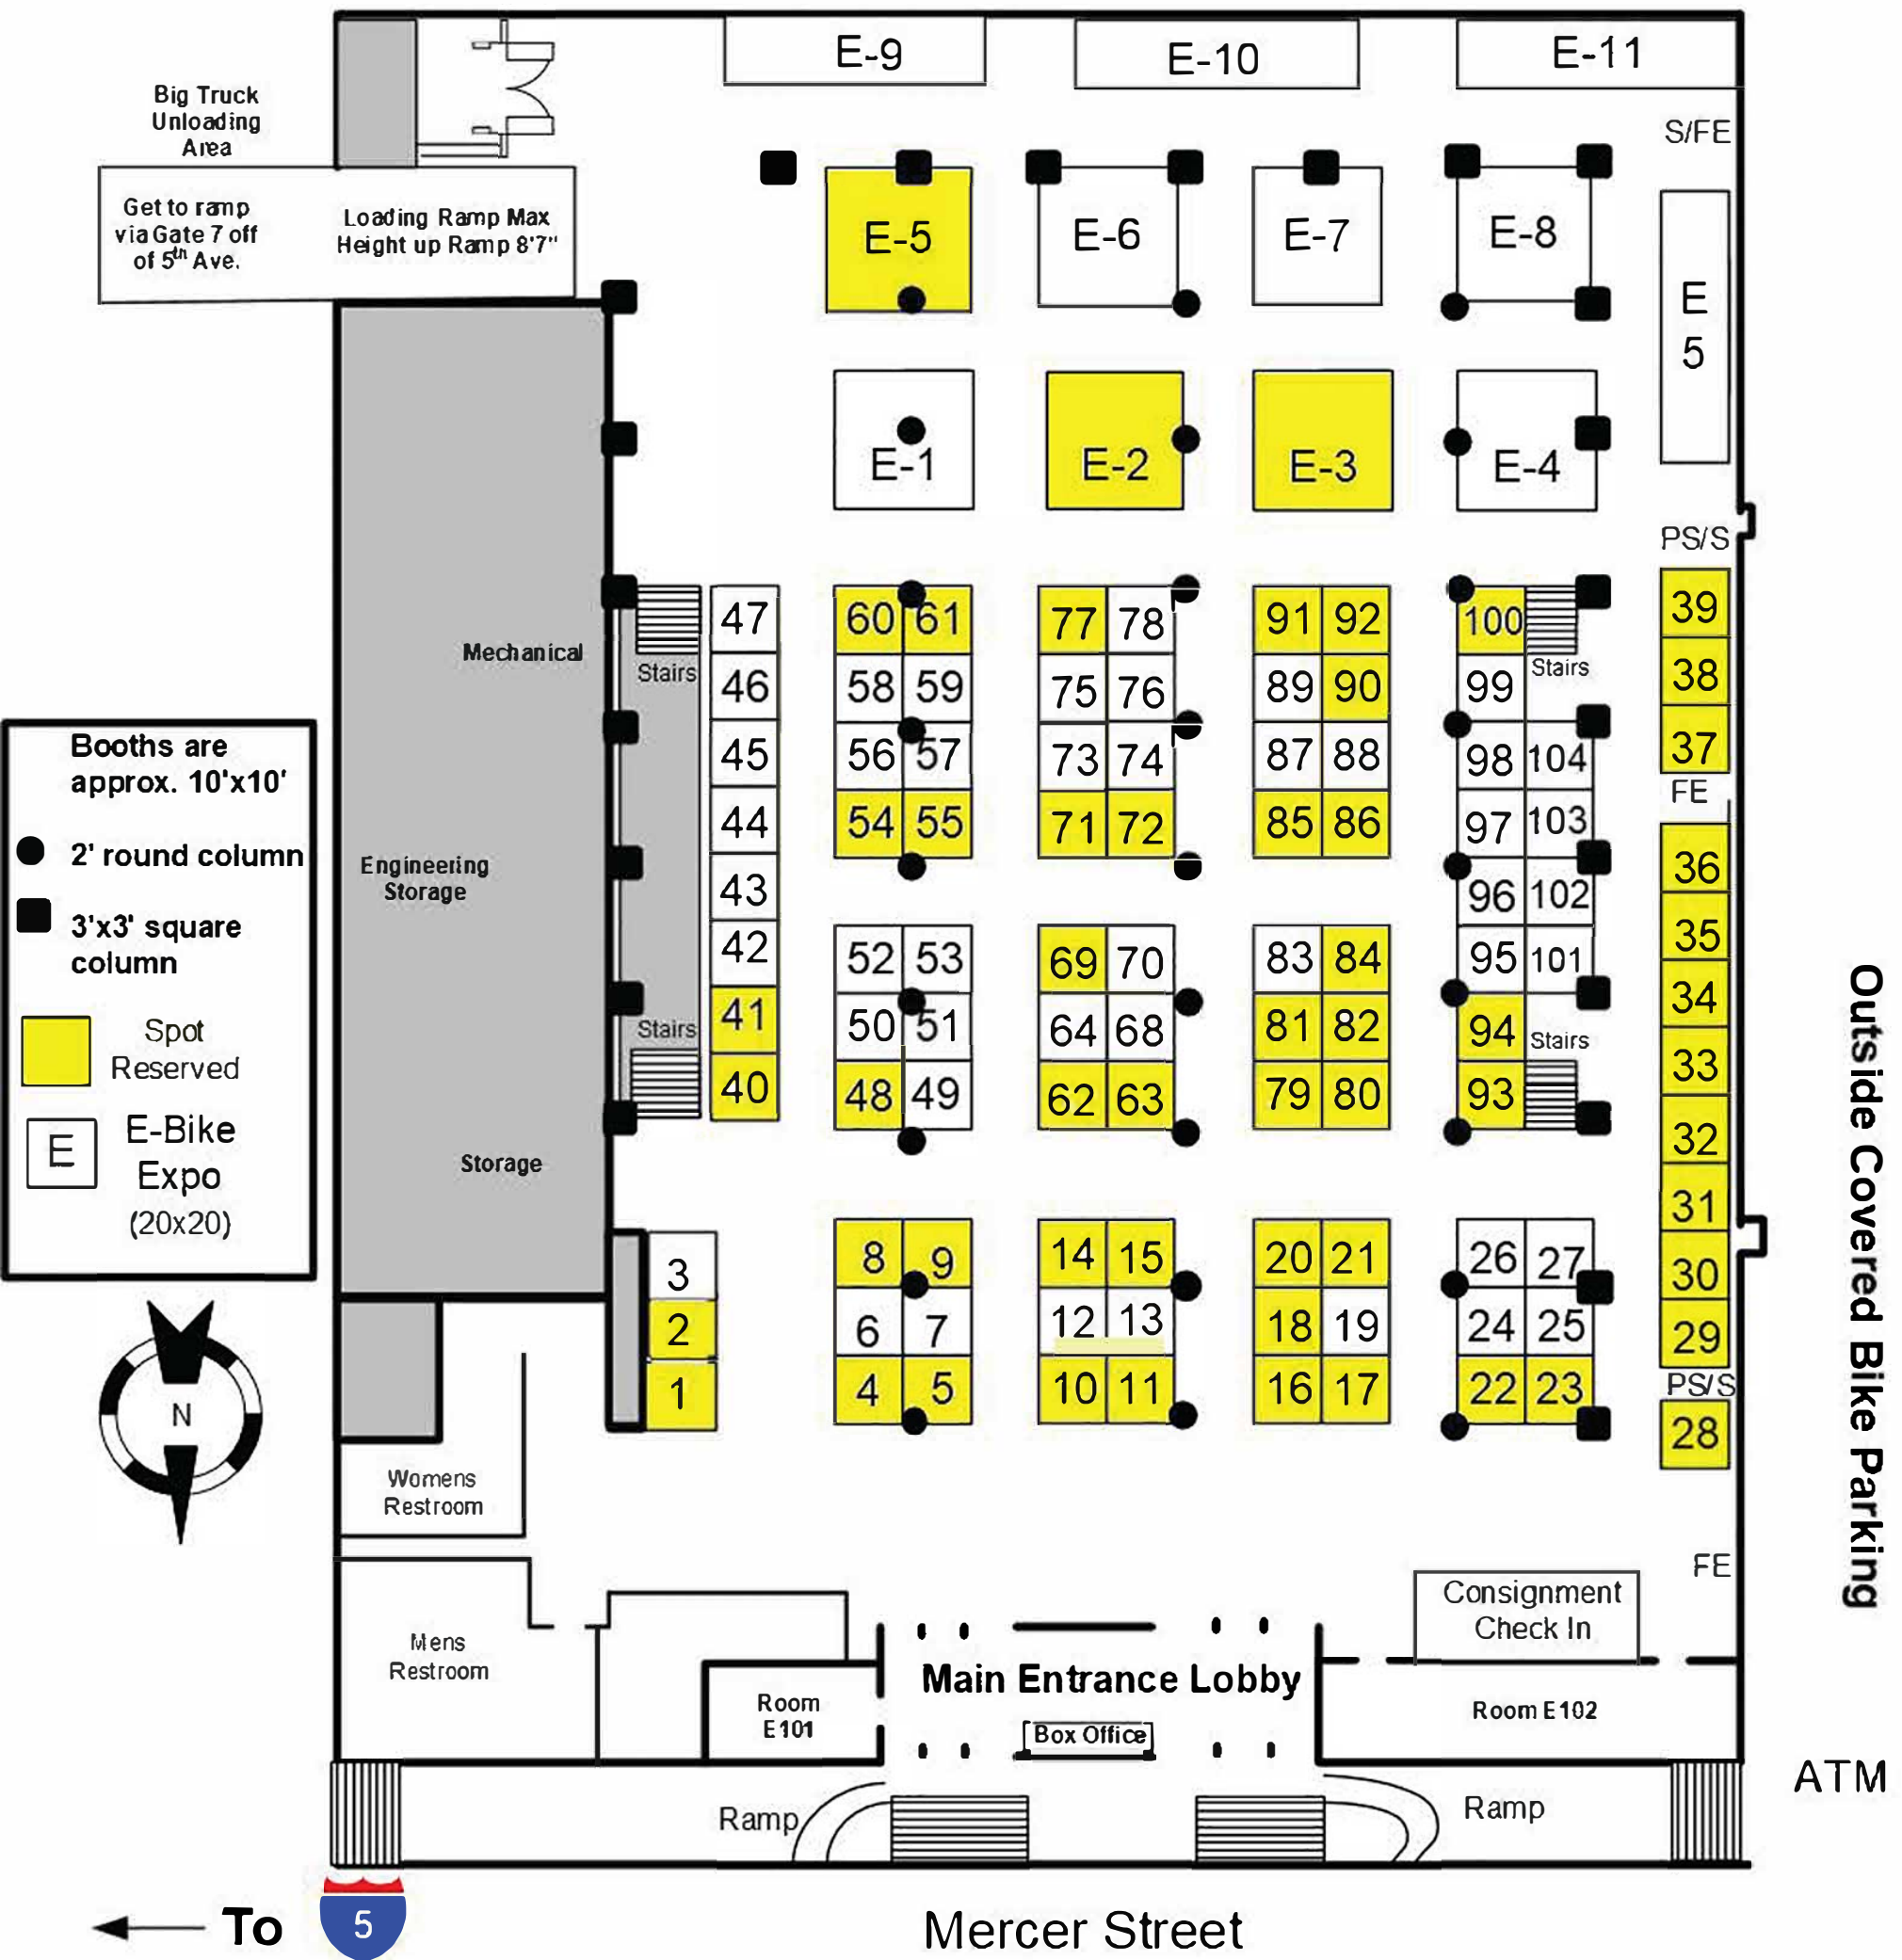 E-9
E-10
E-11
Big Truck
Unloading
Area
S/FE
Get to ramp
via Gate 7 off
of 5th Ave.
Loading Ramp Max
Height up Ramp 8'7"
E-5
E-6
E-7
E-8
E
5
E-1
E-2
E-3
E-4
PS/S
47
60 61
77 78
91 92
100
39
Mechanical
Stairs
Stairs
46
58 59
75 76
89 90
99
38
45
56 57
73 74
87 88
98 104
37
FE
44
54 55
71 72
85 86
97 103
36
Engineering
Storage
43
96 102
35
42
52 53
69 70
83 84
95 101
34
41
Stairs
50 51
64 68
81 82
94
Stairs
33
40
48 49
62 63
79 80
93
32
Storage
31
3
8 9
14 15
20 21
26 27
30
2
6 7
12 13
18 19
24 25
29
PS/S
1
4 5
10 11
16 17
22 23
28
Booths are
approx. 10'x10'
2' round column
3'x3' square
column
Spot
Reserved
E
E-Bike
Expo
(20x20)
N
Outside Covered Bike Parking
Womens
Restroom
FE
Mens
Restroom
Consignment
Check In
Main Entrance Lobby
Room
E101
Box Office
Room E102
ATM
Ramp
Ramp
To
5
Mercer Street